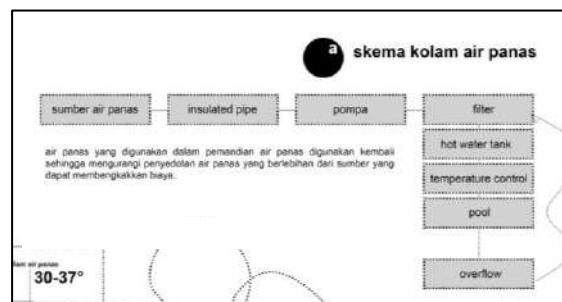 a
skema kolam air panas
sumber air panas
insulated pipe
pompa
filter
hot water tank
temperature control
pool
overflow
air panas yang digunakan dalam pemandian air panas digunakan kembali
sehingga mengurangi penyedotan air panas yang berlebihan dari sumber yang
dapat membengkakkan biaya.
air panas
30-37°